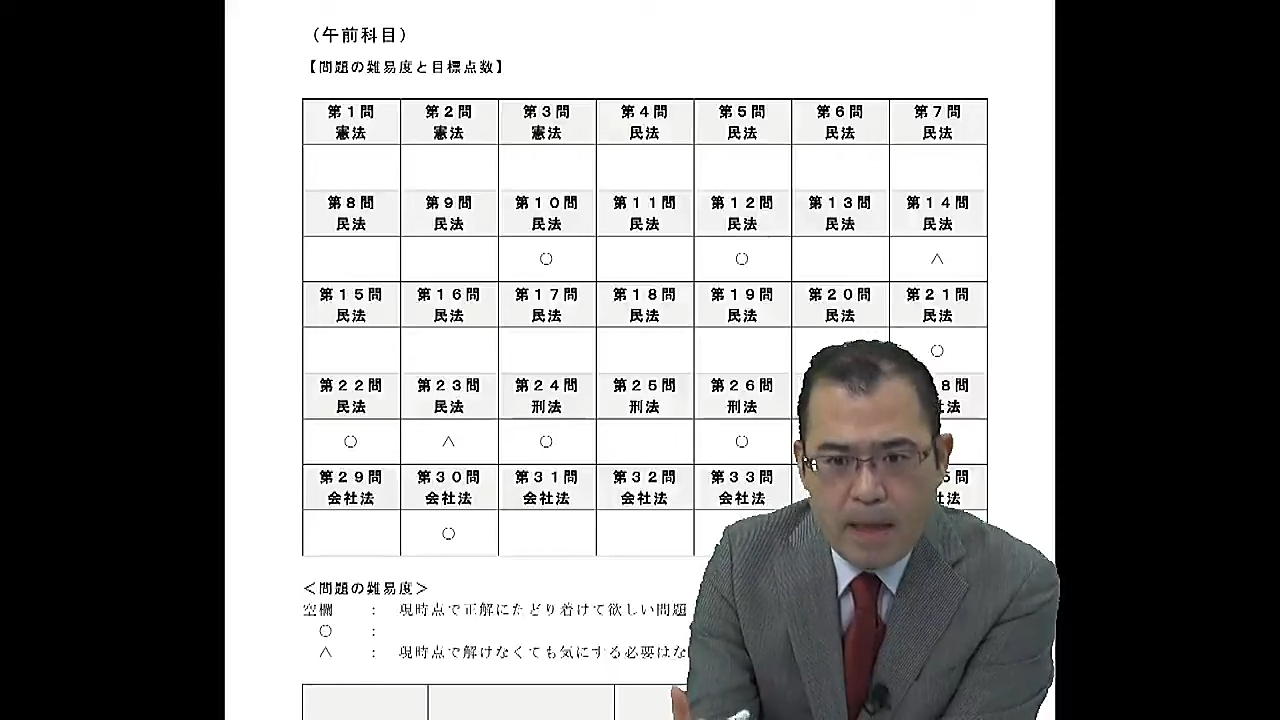 （午前科目）
【問題の難易度と目標点数】
第１問 第２問 第３問 第４問 第５問 第６問 第７問
憲法 憲法 憲法 民法 民法 民法 民法
第８問 第９問 第１０問 第１１問 第１２問 第１３問 第１４問
民法 民法 民法 民法 民法 民法 民法
○ ○ △
第１５問 第１６問 第１７問 第１８問 第１９問 第２０問 第２１問
民法 民法 民法 民法 民法 民法 民法
○
第２２問 第２３問 第２４問 第２５問 第２６問 ８問
民法 民法 刑法 刑法 刑法 社法
○ △ ○ ○
第２９問 第３０問 第３１問 第３２問 第３３問 ５問
会社法 会社法 会社法 会社法 会社法
○
＜問題の難易度＞
空欄 ： 現時点で正解にたどり着けて欲しい問題
○ ：
△ ： 現時点で解けなくても気にする必要はな